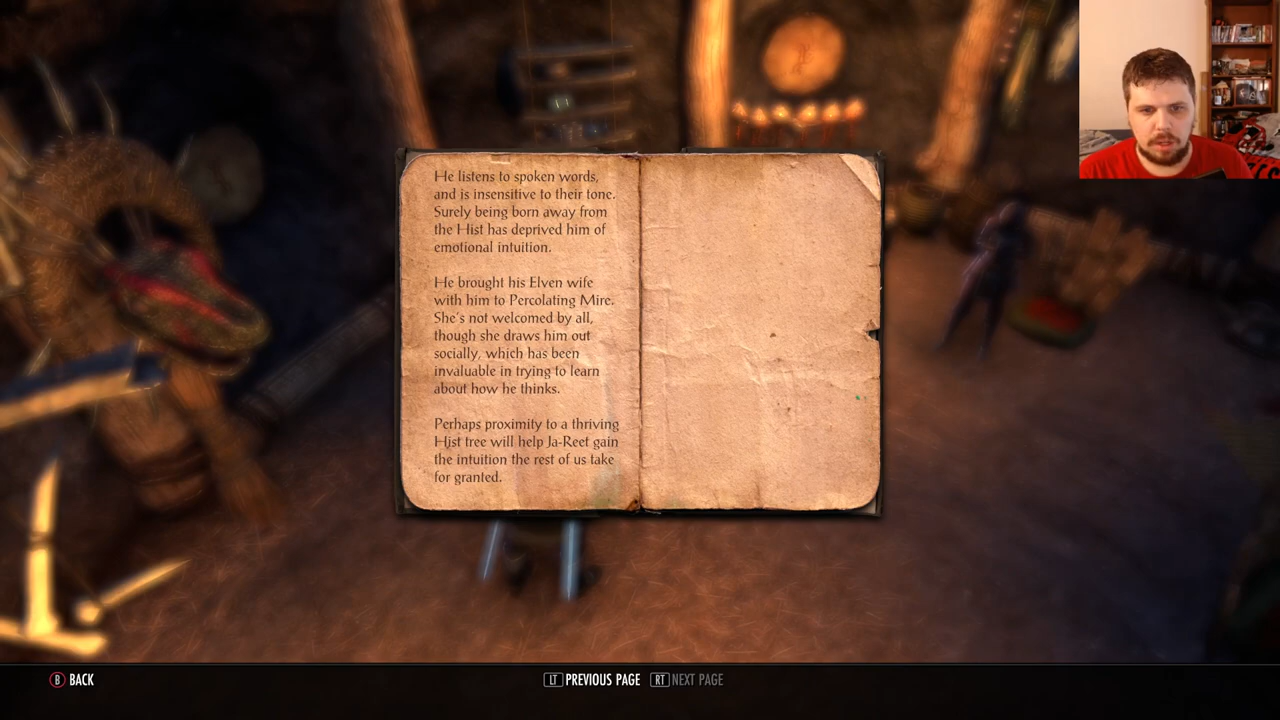 He listens to spoken words,
and is insensitive to their tone.
Surely being born away from
the Hist has deprived him of
emotional intuition.
He brought his Elven wife
with him to Percolating Mire.
She's not welcomed by all,
though she draws him out
socially, which has been
invaluable in trying to learn
about how he thinks.
Perhaps proximity to a thriving
Hist tree will help Ja-Reet gain
the intuition the rest of us take
for granted.
B BACK
LT PREVIOUS PAGE RT NEXT PAGE